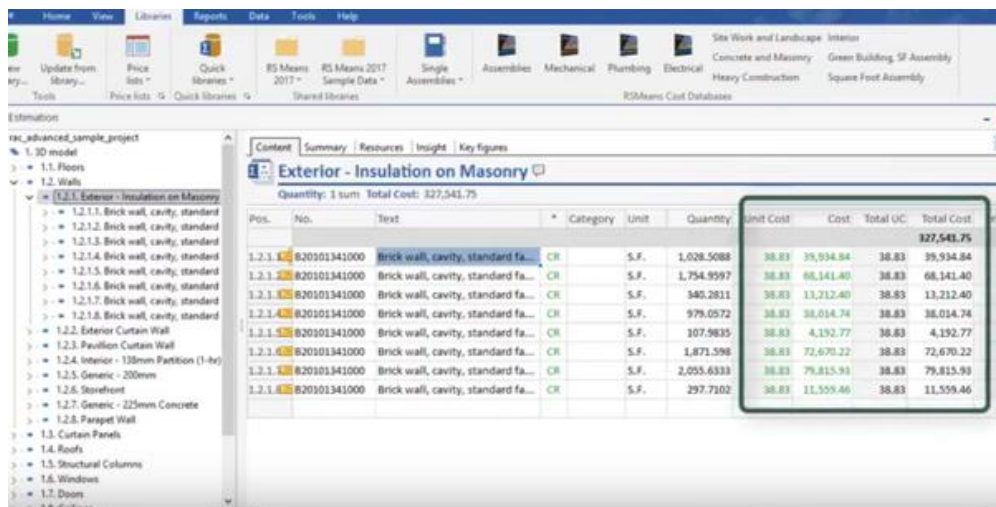 Home View Libraries Reports Data Tools Help
Update from library...
Price lists
Quick libraries
RS Means 2017
RS Means 2017 Sample Data
Single Assemblies
Assemblies
Mechanical
Plumbing
Electrical
Site Work and Landscape Interior
Concrete and Masonry Green Building, SF Assembly
Heavy Construction Square Foot Assembly
Tools Price lists Quick libraries Shared libraries RSMeans Cost Databases
Estimation
rac_advanced_sample_project
1. 3D model
1.1. Floors
1.2. Walls
1.2.1. Exterior - Insulation on Masonry
1.2.1.1. Brick wall, cavity, standard
1.2.1.2. Brick wall, cavity, standard
1.2.1.3. Brick wall, cavity, standard
1.2.1.4. Brick wall, cavity, standard
1.2.1.5. Brick wall, cavity, standard
1.2.1.6. Brick wall, cavity, standard
1.2.1.7. Brick wall, cavity, standard
1.2.1.8. Brick wall, cavity, standard
1.2.2. Exterior Curtain Wall
1.2.3. Pavillion Curtain Wall
1.2.4. Interior - 138mm Partition (1-hr)
1.2.5. Generic - 200mm
1.2.6. Storefront
1.2.7. Generic - 225mm Concrete
1.2.8. Parapet Wall
1.3. Curtain Panels
1.4. Roofs
1.5. Structural Columns
1.6. Windows
1.7. Doors
Content Summary Resources Insight Key figures
Exterior - Insulation on Masonry
Quantity: 1 sum Total Cost: 327,541.75
Pos. No. Text * Category Unit Quantity Unit Cost Cost Total UC Total Cost
327,541.75
B20101341000 Brick wall, cavity, standard fa... CR S.F. 1,028.5088 38.83 39,934.84 38.83 39,934.84
B20101341000 Brick wall, cavity, standard fa... CR S.F. 1,754.9597 38.83 68,141.40 38.83 68,141.40
B20101341000 Brick wall, cavity, standard fa... CR S.F. 340.2811 38.83 13,212.40 38.83 13,212.40
B20101341000 Brick wall, cavity, standard fa... CR S.F. 979.0572 38.83 38,014.74 38.83 38,014.74
B20101341000 Brick wall, cavity, standard fa... CR S.F. 107.9835 38.83 4,192.77 38.83 4,192.77
B20101341000 Brick wall, cavity, standard fa... CR S.F. 1,871.598 38.83 72,670.22 38.83 72,670.22
B20101341000 Brick wall, cavity, standard fa... CR S.F. 2,055.6333 38.83 79,815.93 38.83 79,815.93
B20101341000 Brick wall, cavity, standard fa... CR S.F. 297.7102 38.83 11,559.46 38.83 11,559.46